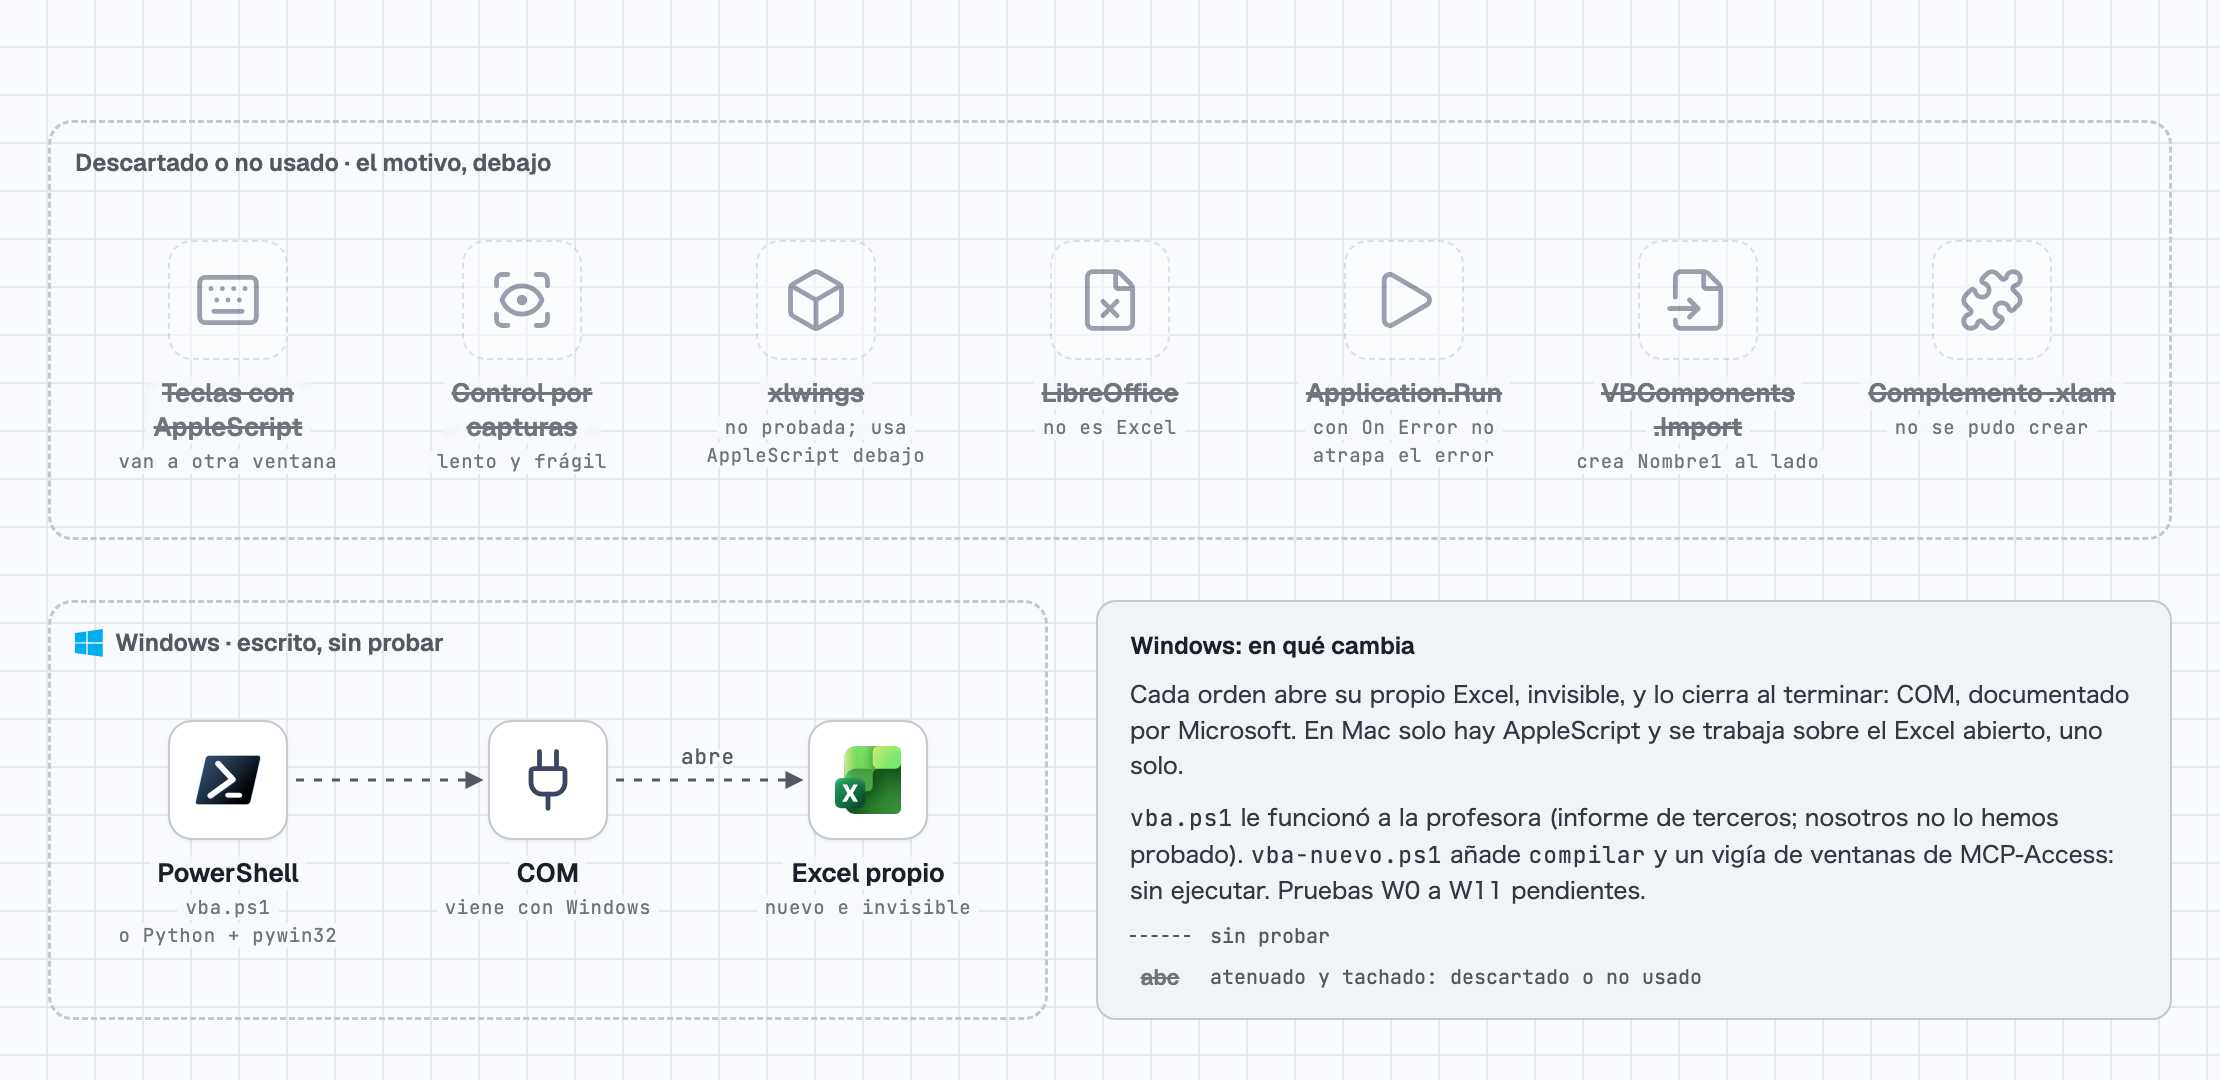 Descartado o no usado · el motivo, debajo
Teclas con
AppleScript
van a otra ventana
Control por
capturas
lento y frágil
xlwings
no probada; usa
AppleScript debajo
LibreOffice
no es Excel
Application.Run
con On Error no
atrapa el error
VBComponents
.Import
crea Nombre1 al lado
Complemento .xlam
no se pudo crear
Windows · escrito, sin probar
PowerShell
vba.ps1
o Python + pywin32
COM
viene con Windows
abre
Excel propio
nuevo e invisible
Windows: en qué cambia
Cada orden abre su propio Excel, invisible, y lo cierra al terminar: COM, documentado
por Microsoft. En Mac solo hay AppleScript y se trabaja sobre el Excel abierto, uno
solo.
vba.ps1 le funcionó a la profesora (informe de terceros; nosotros no lo hemos
probado). vba-nuevo.ps1 añade compilar y un vigía de ventanas de MCP-Access:
sin ejecutar. Pruebas W0 a W11 pendientes.
sin probar
abc atenuado y tachado: descartado o no usado